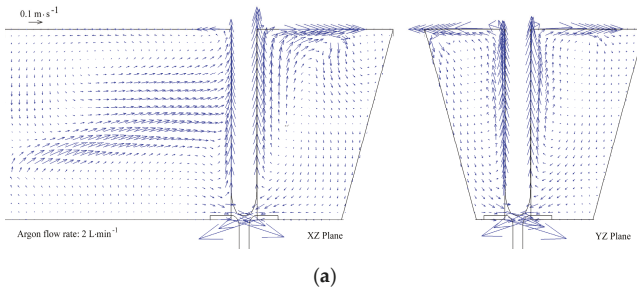 0.1 m·s⁻¹
Argon flow rate: 2 L·min⁻¹
XZ Plane
YZ Plane
(a)